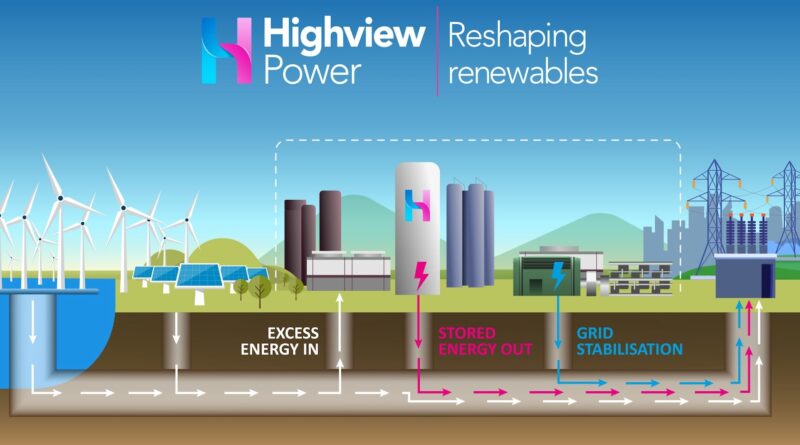 Highview
Power
Reshaping
renewables
EXCESS
ENERGY IN
STORED
ENERGY OUT
GRID
STABILISATION